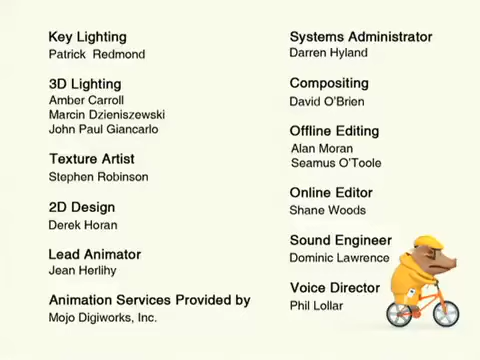 Key Lighting
Patrick Redmond
3D Lighting
Amber Carroll
Marcin Dzieniszewski
John Paul Giancarlo
Texture Artist
Stephen Robinson
2D Design
Derek Horan
Lead Animator
Jean Herlihy
Animation Services Provided by
Mojo Digiworks, Inc.
Systems Administrator
Darren Hyland
Compositing
David O'Brien
Offline Editing
Alan Moran
Seamus O'Toole
Online Editor
Shane Woods
Sound Engineer
Dominic Lawrence
Voice Director
Phil Lollar